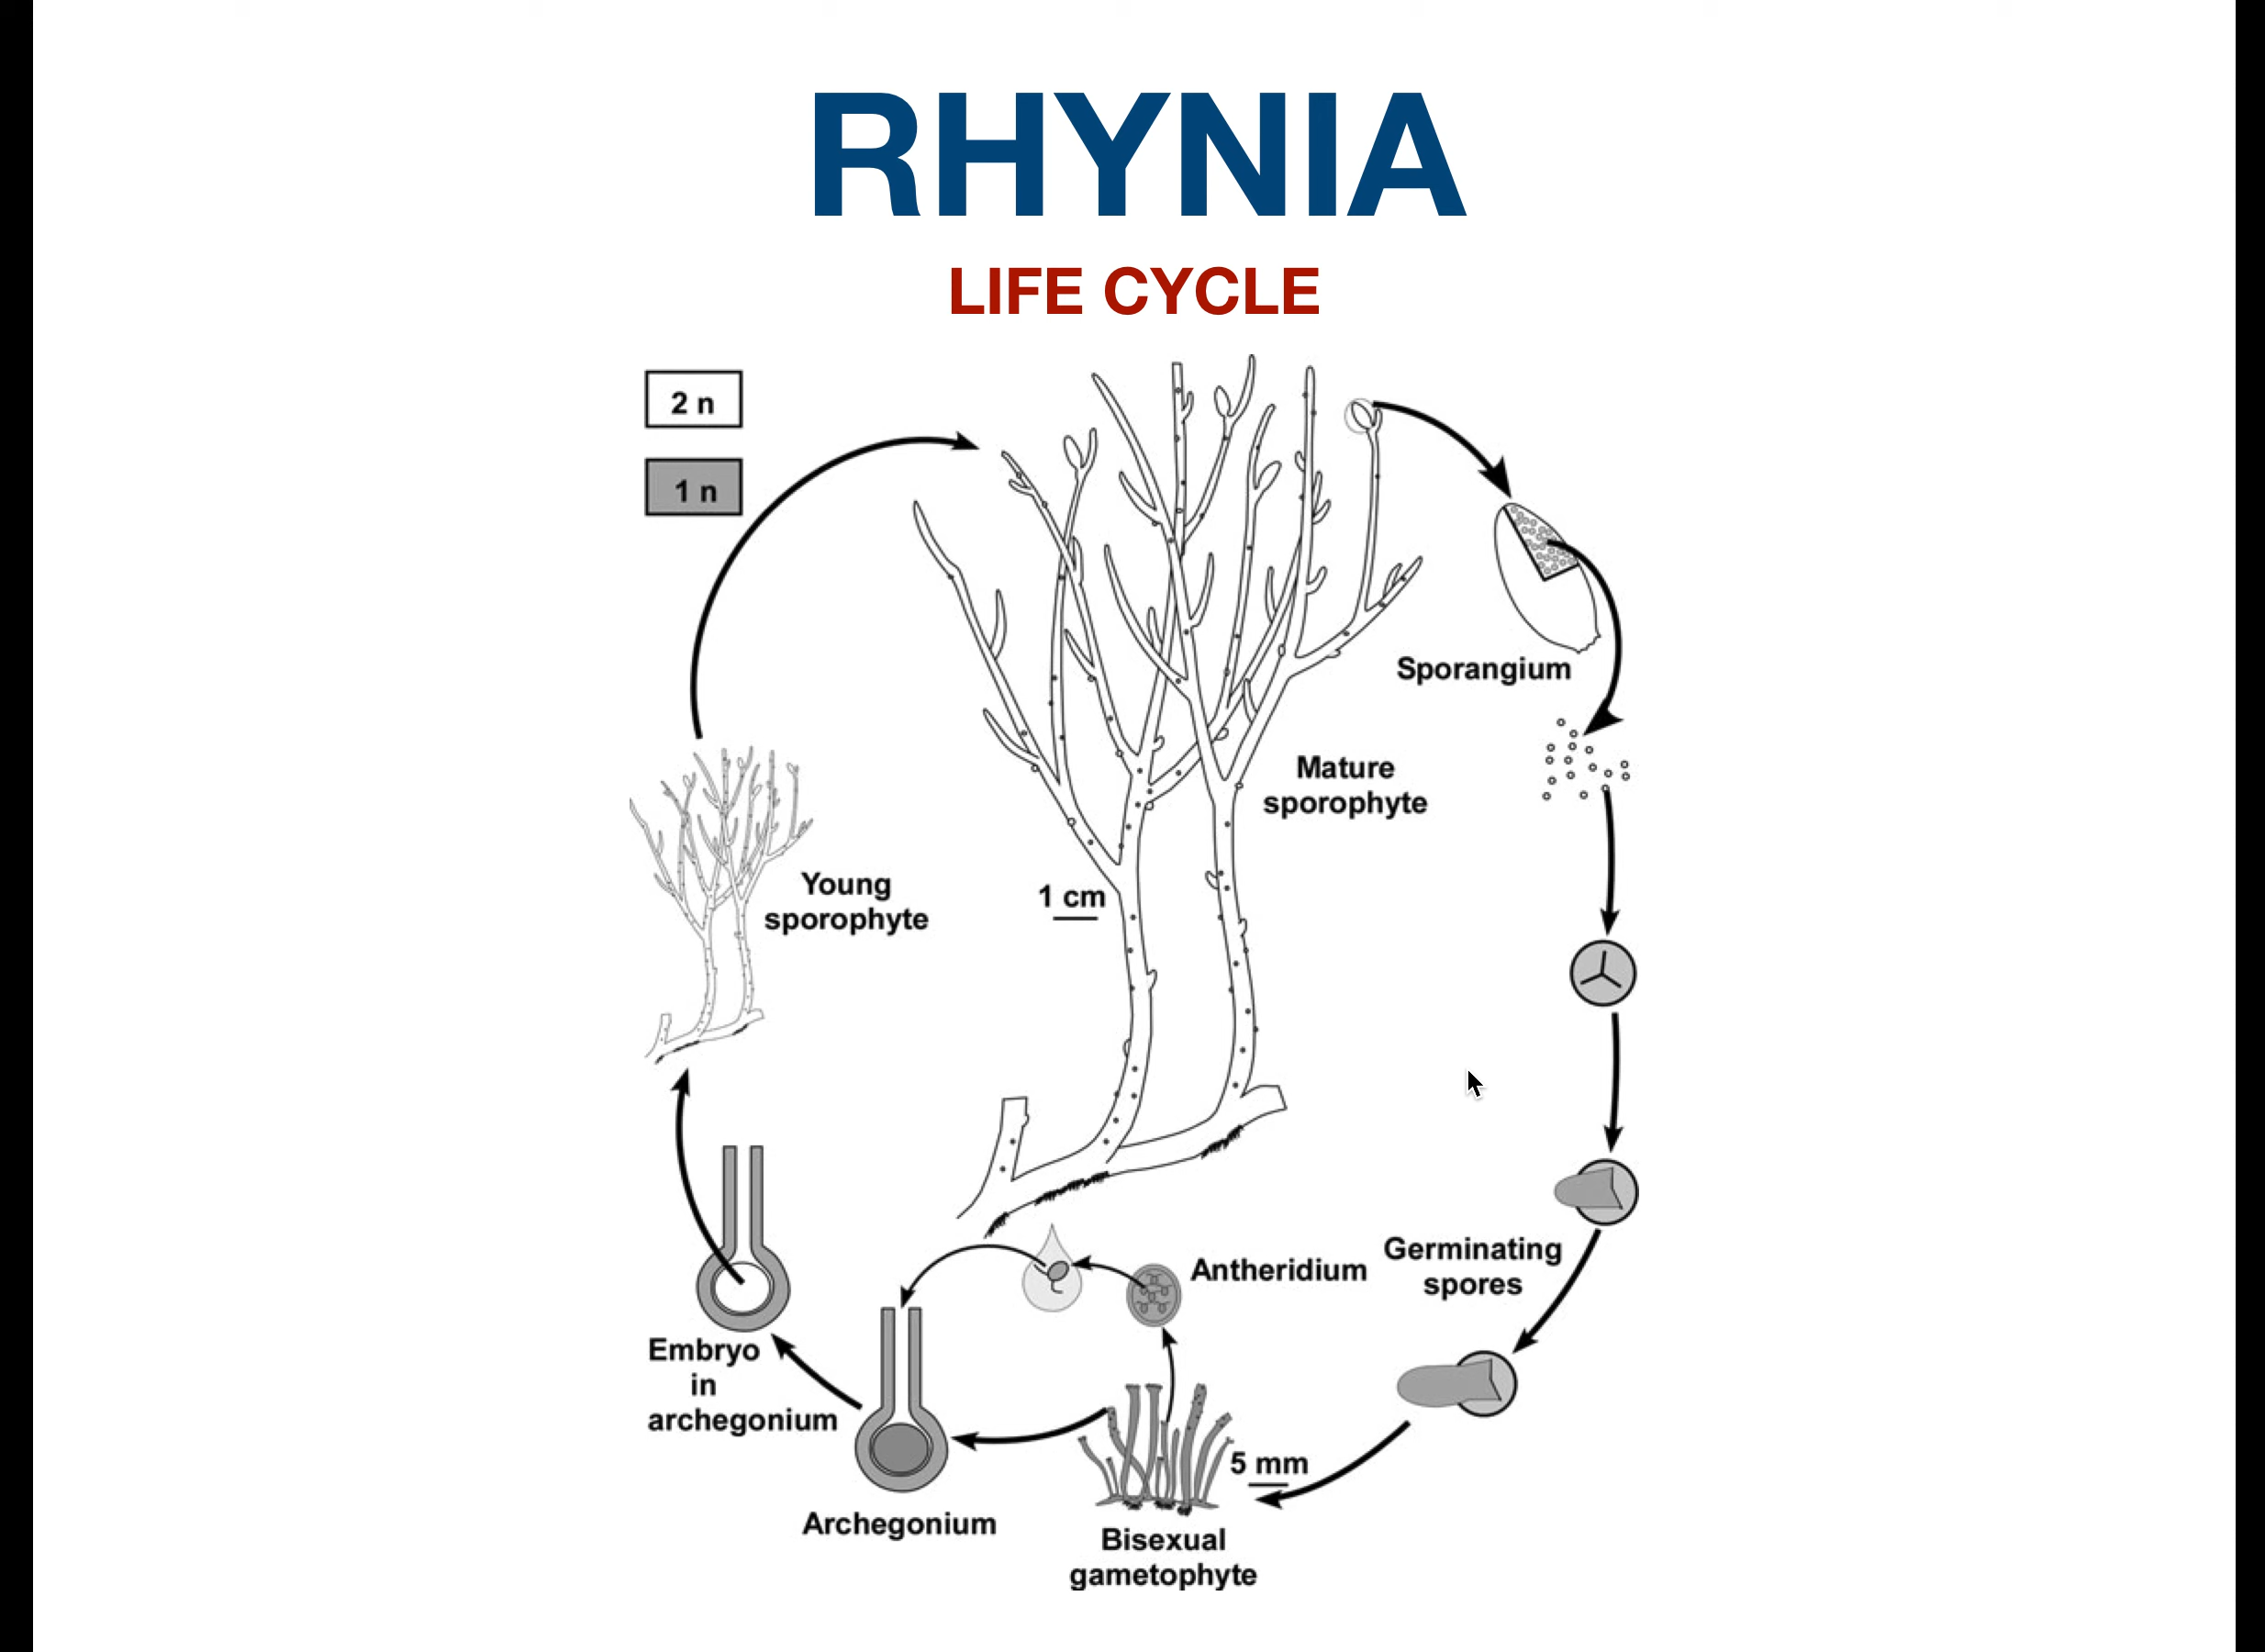 RHYNIA
LIFE CYCLE
2 n
1 n
Sporangium
Mature
sporophyte
Young
sporophyte
1 cm
Germinating
spores
Antheridium
Embryo
in
archegonium
5 mm
Archegonium
Bisexual
gametophyte